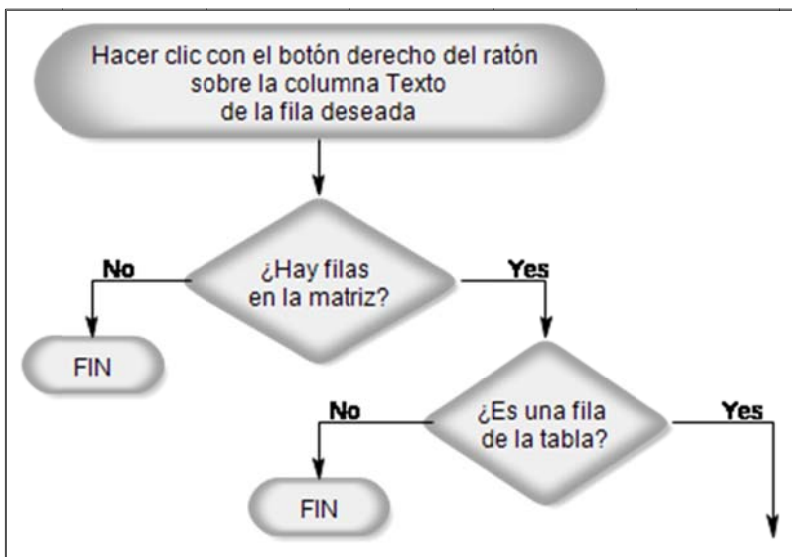 Hacer clic con el botón derecho del ratón
sobre la columna Texto
de la fila deseada
¿Hay filas
en la matriz?
No
Yes
FIN
¿Es una fila
de la tabla?
No
Yes
FIN